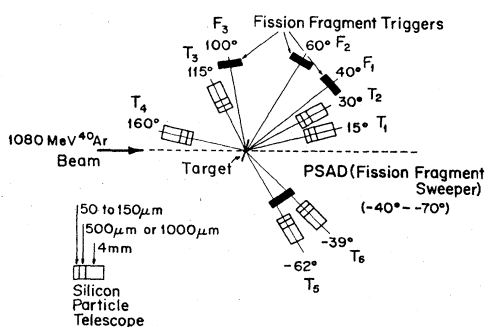 Fission Fragment Triggers
F3
100°
60° F2
T3
115°
40° F1
30° T2
T4
160°
15° T1
1080 MeV 40Ar
Beam
Target
PSAD (Fission Fragment
Sweeper)
(-40° - -70°)
50 to 150μm
500μm or 1000μm
4mm
-39°
T6
-62°
T5
Silicon
Particle
Telescope